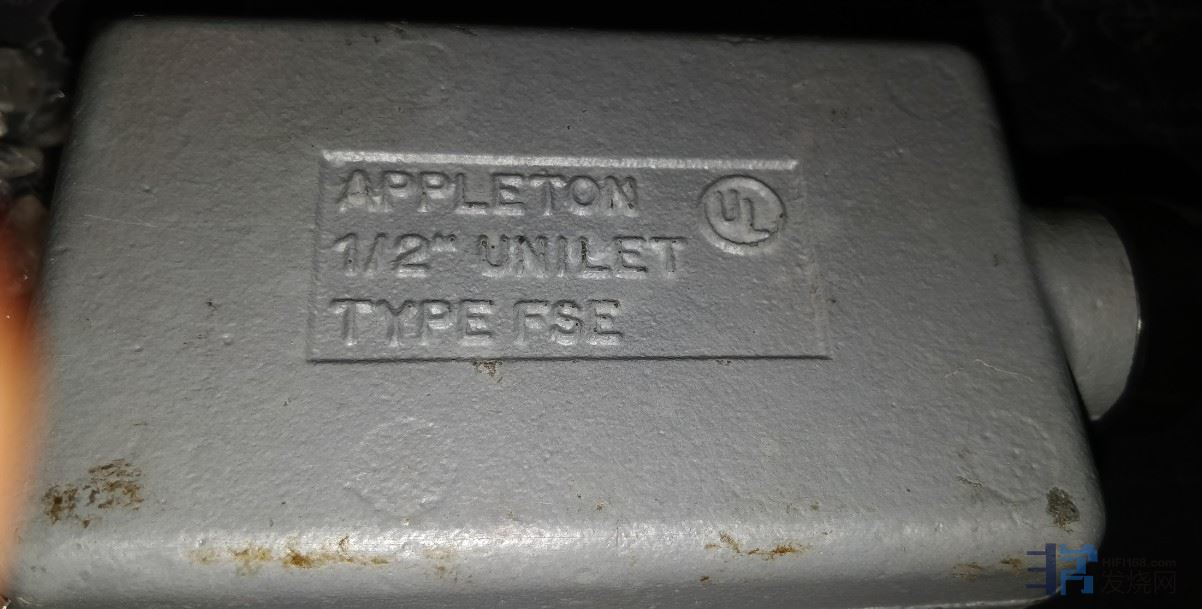 APPLETON
1/2" UNILET
TYPE FSE
UL
HIFI168.com
发烧网